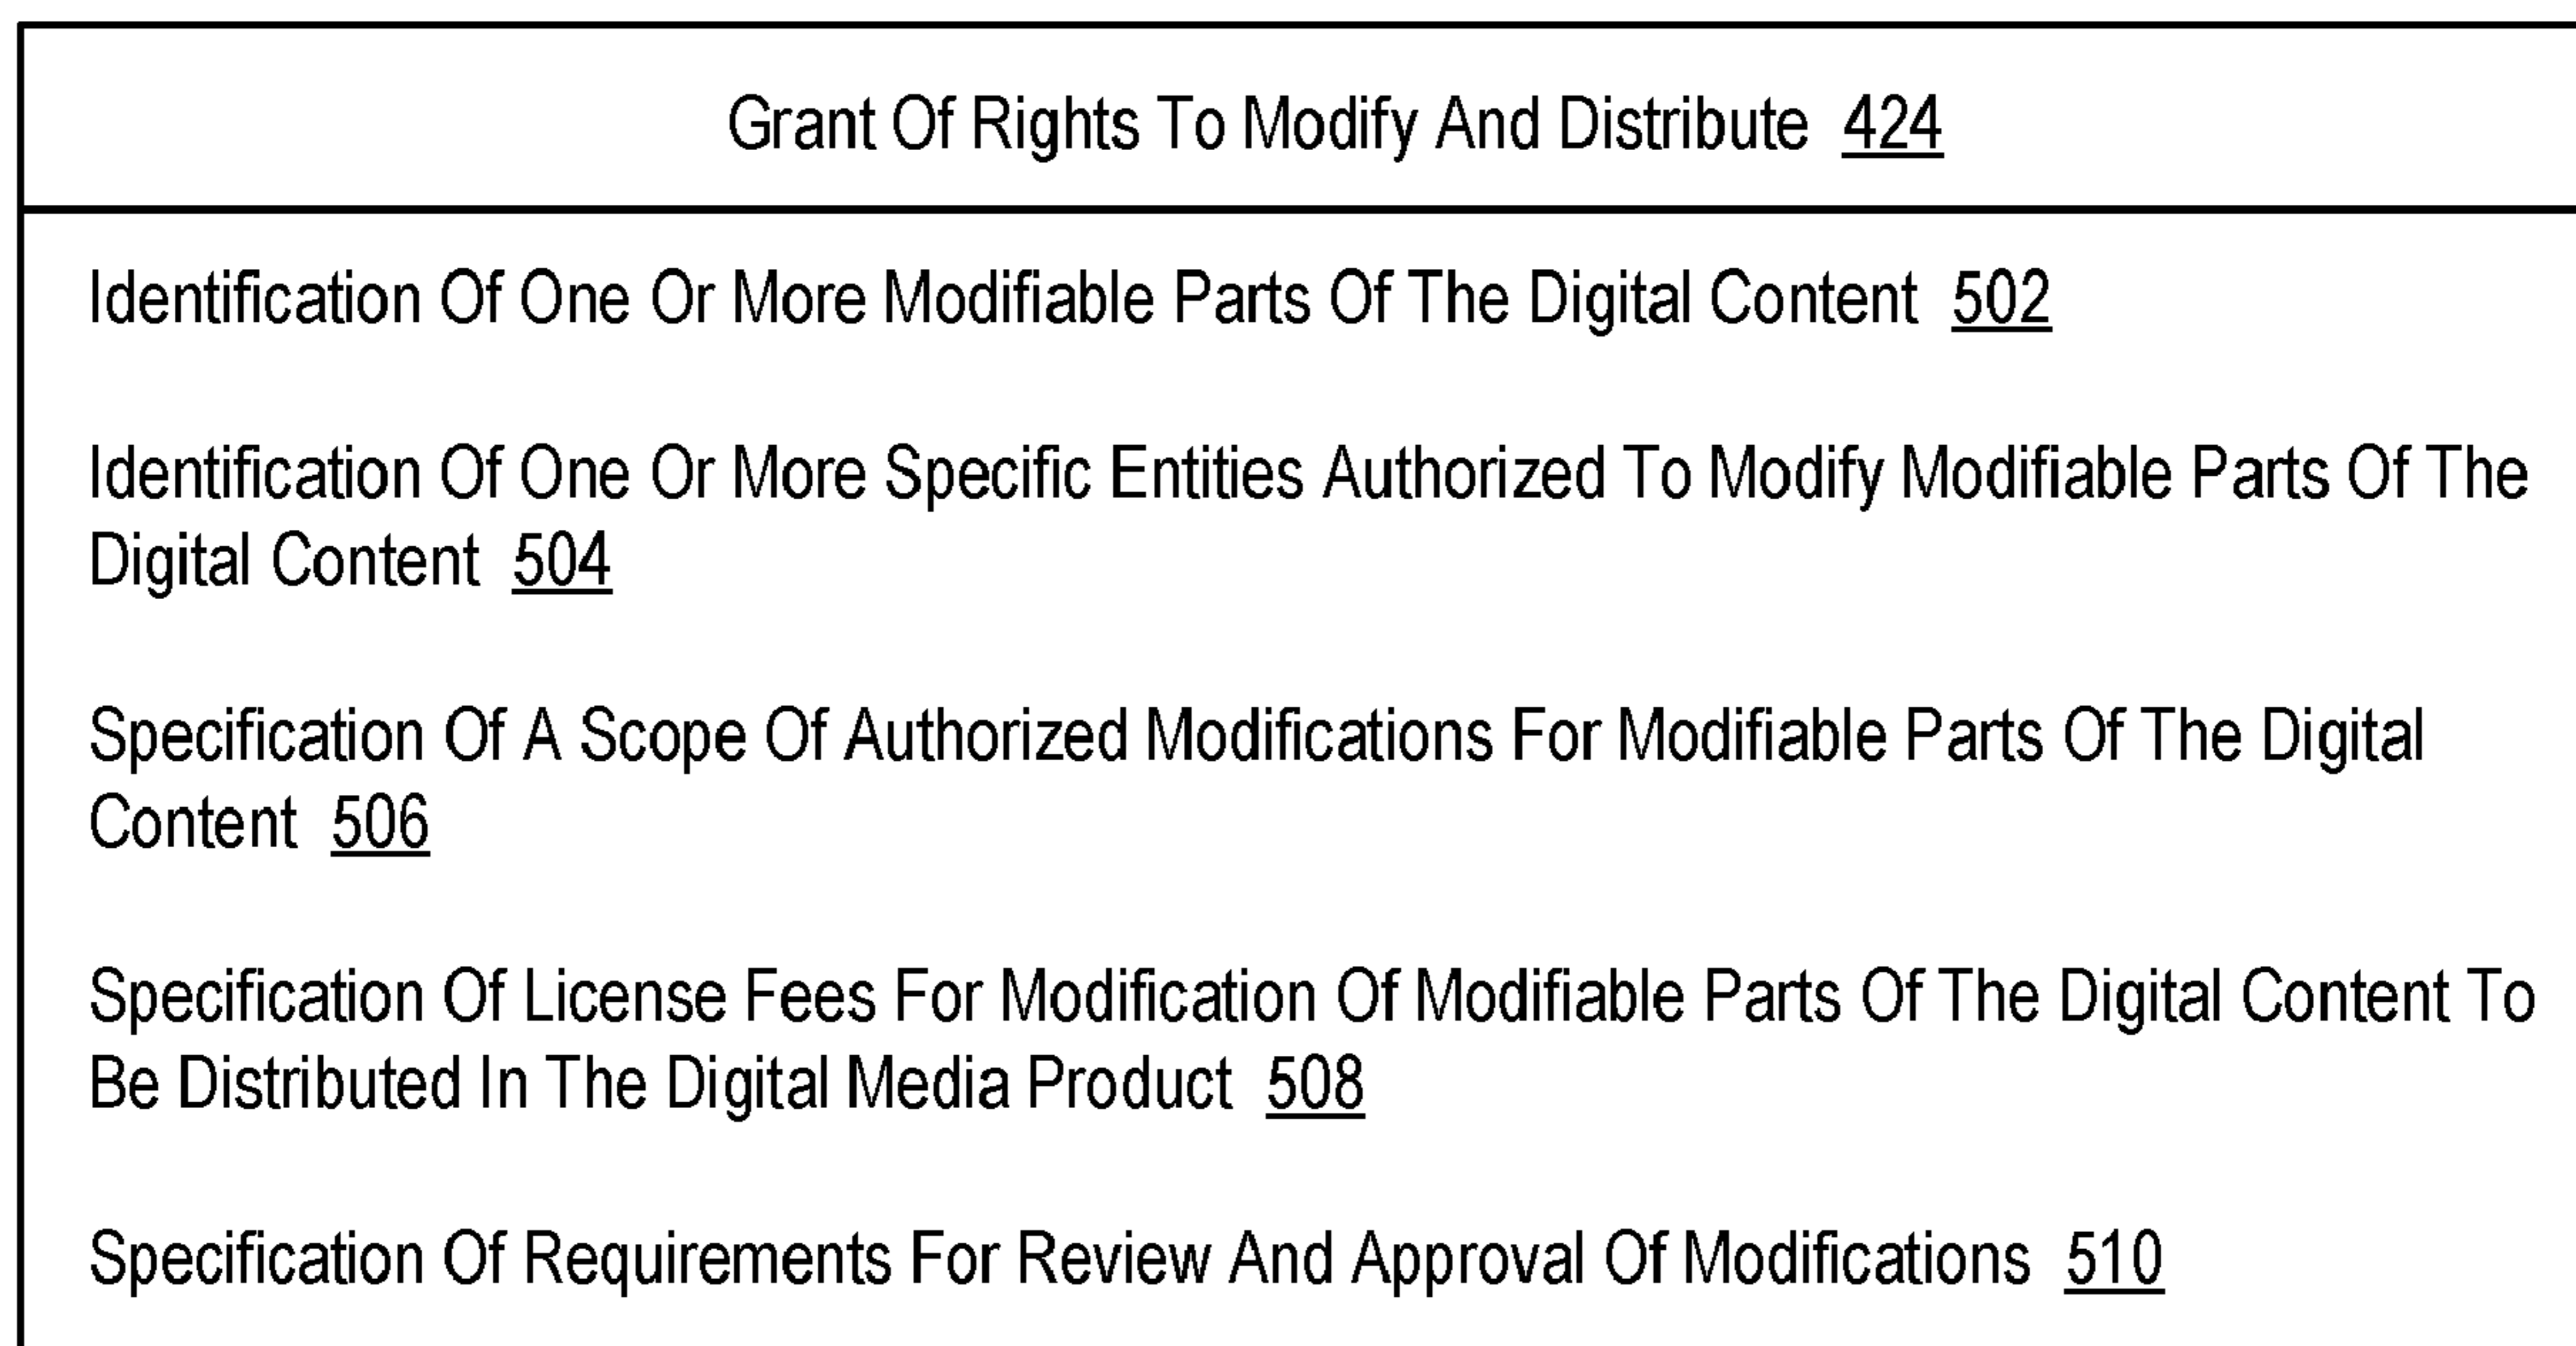 Grant Of Rights To Modify And Distribute 424
Identification Of One Or More Modifiable Parts Of The Digital Content 502
Identification Of One Or More Specific Entities Authorized To Modify Modifiable Parts Of The
Digital Content 504
Specification Of A Scope Of Authorized Modifications For Modifiable Parts Of The Digital
Content 506
Specification Of License Fees For Modification Of Modifiable Parts Of The Digital Content To
Be Distributed In The Digital Media Product 508
Specification Of Requirements For Review And Approval Of Modifications 510